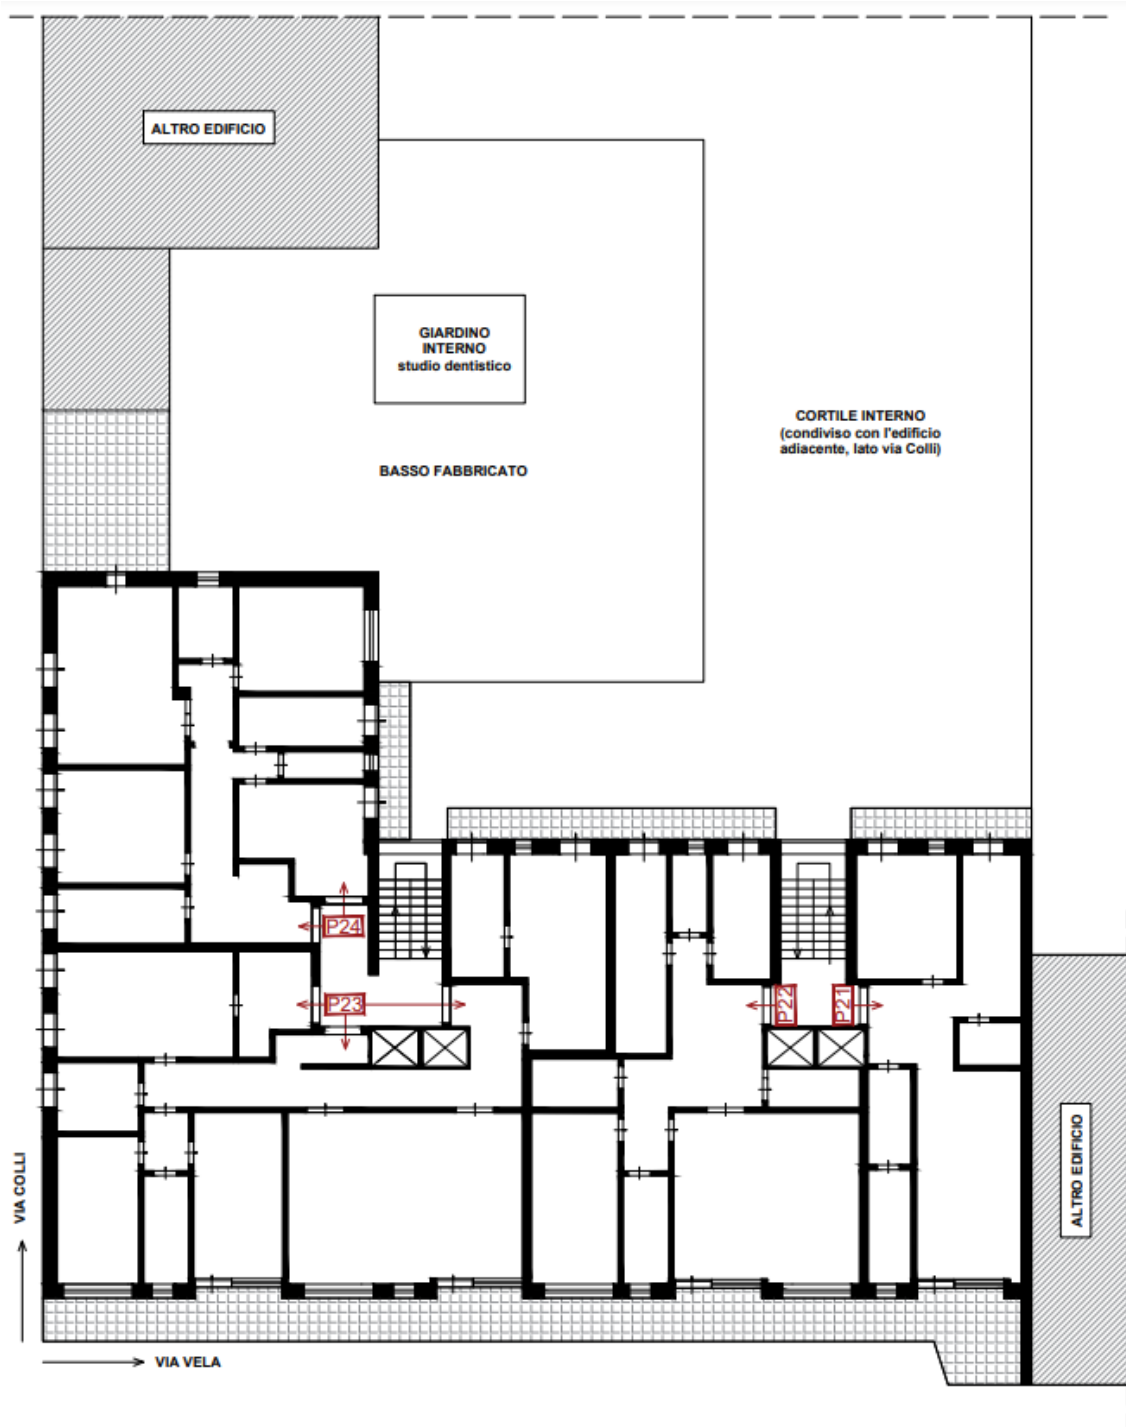 ALTRO EDIFICIO
GIARDINO
INTERNO
studio dentistico
CORTILE INTERNO
(condiviso con l'edificio
adiacente, lato via Colli)
BASSO FABBRICATO
P24
P23
P22
P21
ALTRO EDIFICIO
VIA COLLI
VIA VELA